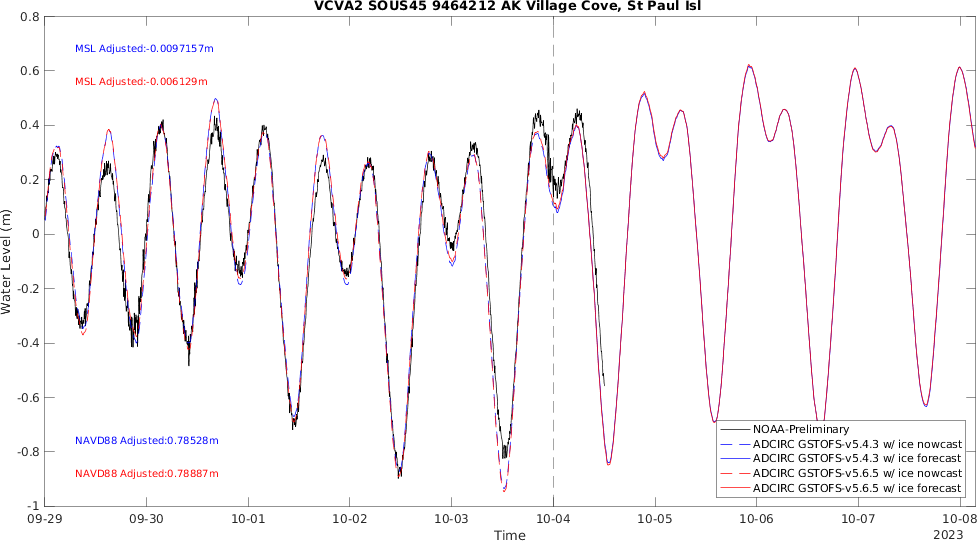 VCVA2 SOUS45 9464212 AK Village Cove, St Paul Isl
0.8
0.6
0.4
0.2
0
-0.2
-0.4
-0.6
-0.8
-1
Water Level (m)
MSL Adjusted:-0.0097157m
MSL Adjusted:-0.006129m
NAVD88 Adjusted:0.78528m
NAVD88 Adjusted:0.78887m
NOAA-Preliminary
ADCIRC GSTOFS-v5.4.3 w/ ice nowcast
ADCIRC GSTOFS-v5.4.3 w/ ice forecast
ADCIRC GSTOFS-v5.6.5 w/ ice nowcast
ADCIRC GSTOFS-v5.6.5 w/ ice forecast
09-29 09-30 10-01 10-02 10-03 10-04 10-05 10-06 10-07 10-08
Time
2023